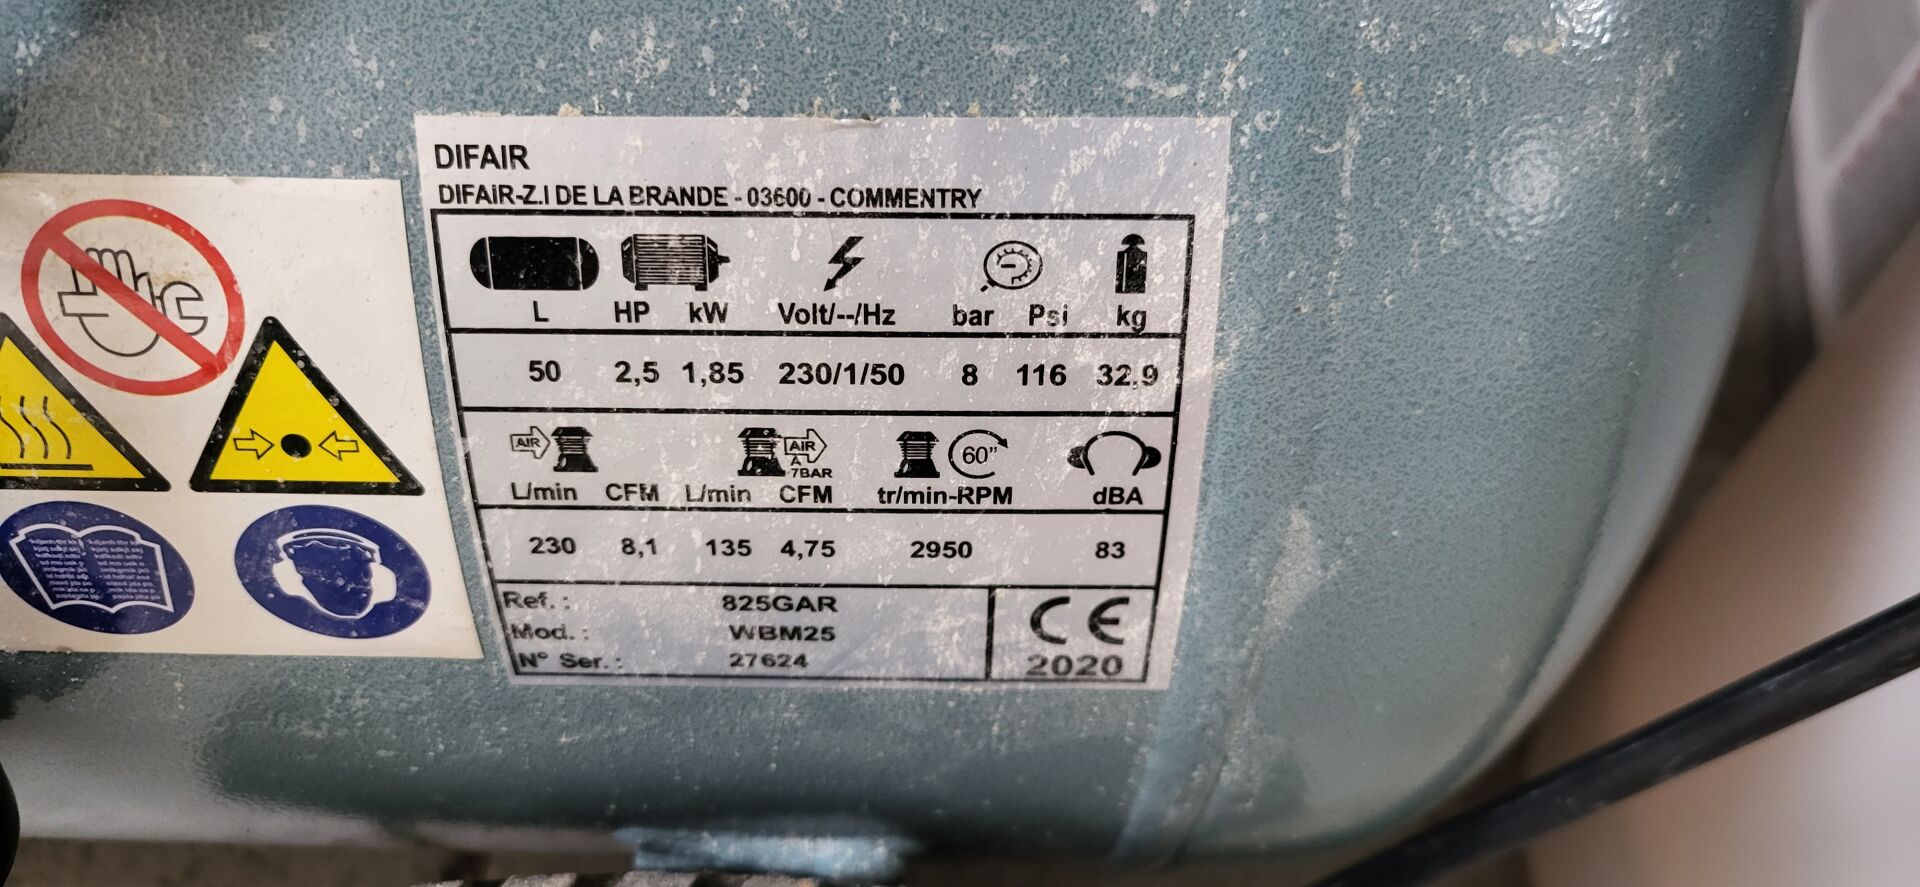 DIFAIR
DIFAIR-Z.I DE LA BRANDE - 03600 - COMMENTRY
L HP kW Volt/--/Hz bar Psi kg
50 2,5 1,85 230/1/50 8 116 32,9
AIR AIR A 7BAR 60"
L/min CFM L/min CFM tr/min-RPM dBA
230 8,1 135 4,75 2950 83
Ref. : 825GAR
Mod. : WBM25
N° Ser. : 27624
CE
2020